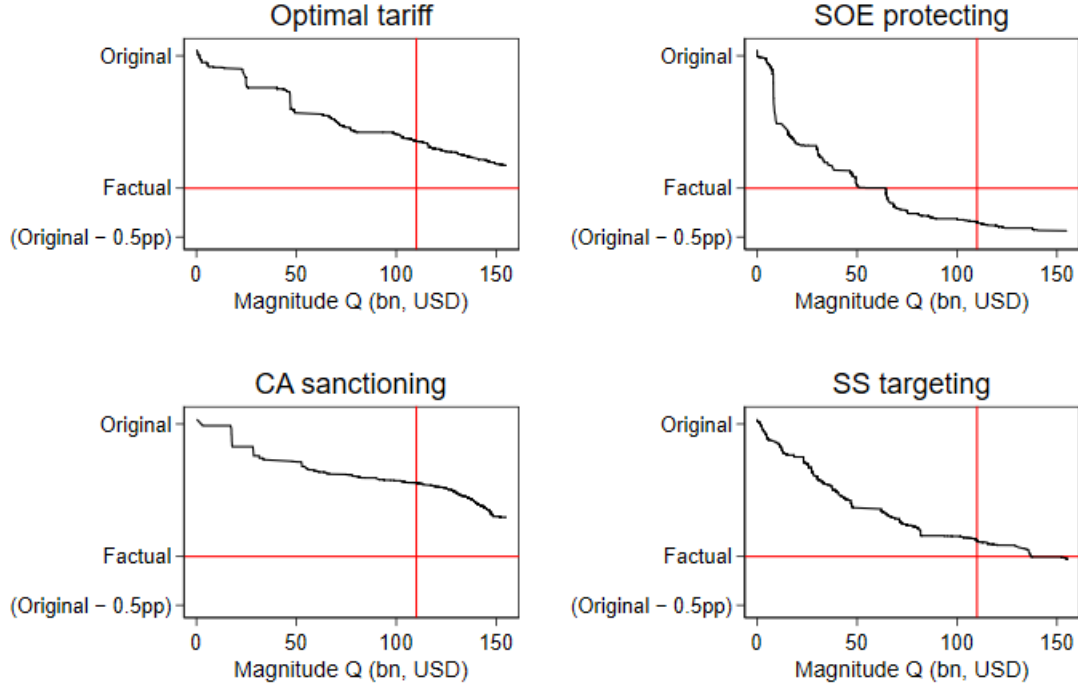 Optimal tariff
Original
Factual
(Original − 0.5pp)
0 50 100 150
Magnitude Q (bn, USD)
SOE protecting
Original
Factual
(Original − 0.5pp)
0 50 100 150
Magnitude Q (bn, USD)
CA sanctioning
Original
Factual
(Original − 0.5pp)
0 50 100 150
Magnitude Q (bn, USD)
SS targeting
Original
Factual
(Original − 0.5pp)
0 50 100 150
Magnitude Q (bn, USD)